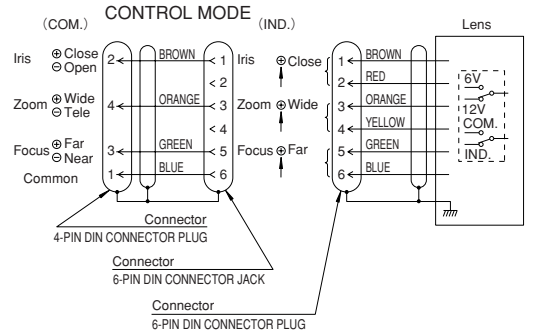 CONTROL MODE
(COM.)
(IND.)
Lens
Iris ⊕ Close
⊖ Open
Zoom ⊕ Wide
⊖ Tele
Focus ⊕ Far
⊖ Near
Common
2
4
3
1
BROWN
ORANGE
GREEN
BLUE
1
2
3
4
5
6
Iris ⊕ Close
Zoom ⊕ Wide
Focus ⊕ Far
1
2
3
4
5
6
BROWN
RED
ORANGE
YELLOW
GREEN
BLUE
6V
12V
COM.
IND.
Connector
4-PIN DIN CONNECTOR PLUG
Connector
6-PIN DIN CONNECTOR JACK
Connector
6-PIN DIN CONNECTOR PLUG